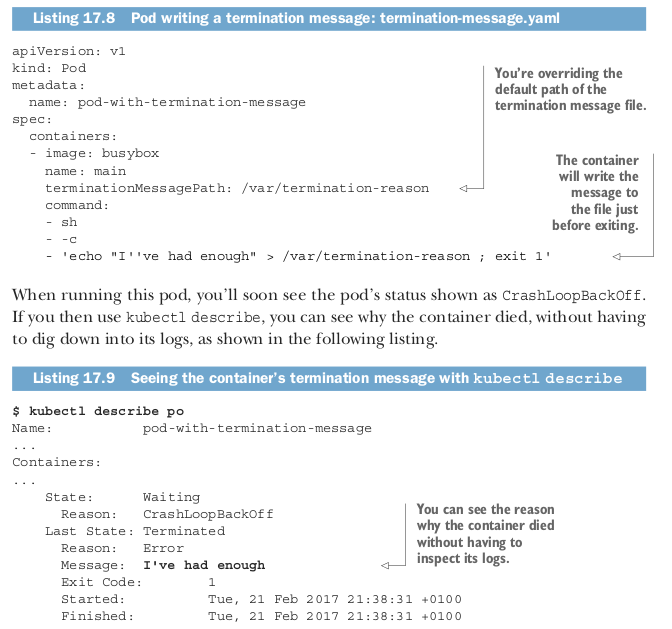 Listing 17.8 Pod writing a termination message: termination-message.yaml
apiVersion: v1
kind: Pod
metadata:
  name: pod-with-termination-message
spec:
  containers:
  - image: busybox
    name: main
    terminationMessagePath: /var/termination-reason
    command:
    - sh
    - -c
    - 'echo "I''ve had enough" > /var/termination-reason ; exit 1'
You're overriding the
default path of the
termination message file.
The container
will write the
message to
the file just
before exiting.
When running this pod, you'll soon see the pod's status shown as CrashLoopBackOff.
If you then use kubectl describe, you can see why the container died, without having
to dig down into its logs, as shown in the following listing.
Listing 17.9 Seeing the container's termination message with kubectl describe
$ kubectl describe po
Name:           pod-with-termination-message
...
Containers:
...
    State:      Waiting
      Reason:   CrashLoopBackOff
    Last State: Terminated
      Reason:   Error
      Message:  I've had enough
      Exit Code:        1
      Started:          Tue, 21 Feb 2017 21:38:31 +0100
      Finished:         Tue, 21 Feb 2017 21:38:31 +0100
You can see the reason
why the container died
without having to
inspect its logs.